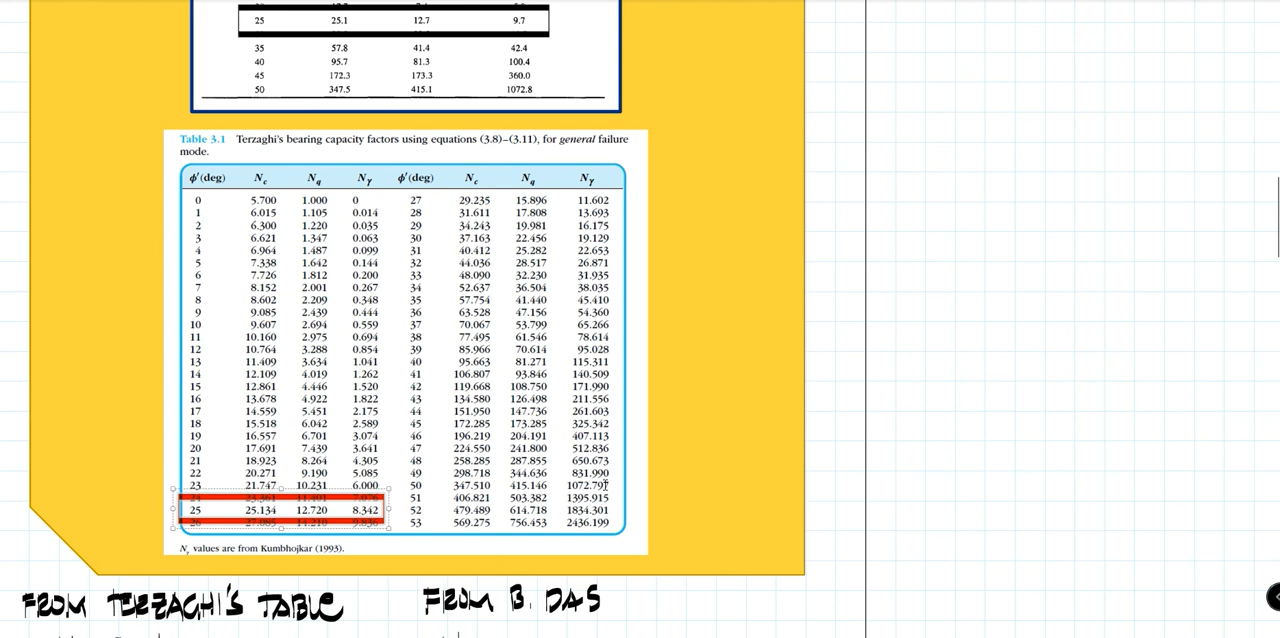 25 25.1 12.7 9.7
35 57.8 41.4 42.4
40 95.7 81.3 100.4
45 172.3 173.3 360.0
50 347.5 415.1 1072.8
Table 3.1 Terzaghi's bearing capacity factors using equations (3.8)–(3.11), for general failure
mode.
ϕ′(deg) Nc Nq Nγ ϕ′(deg) Nc Nq Nγ
0 5.700 1.000 0 27 29.235 15.896 11.602
1 6.015 1.105 0.014 28 31.611 17.808 13.693
2 6.300 1.220 0.035 29 34.243 19.981 16.175
3 6.621 1.347 0.063 30 37.163 22.456 19.129
4 6.964 1.487 0.099 31 40.412 25.282 22.653
5 7.338 1.642 0.144 32 44.036 28.517 26.871
6 7.726 1.812 0.200 33 48.090 32.230 31.935
7 8.152 2.001 0.267 34 52.637 36.504 38.035
8 8.602 2.209 0.348 35 57.754 41.440 45.410
9 9.085 2.439 0.444 36 63.528 47.156 54.360
10 9.607 2.694 0.559 37 70.067 53.799 65.266
11 10.160 2.975 0.694 38 77.495 61.546 78.614
12 10.764 3.288 0.854 39 85.966 70.614 95.028
13 11.409 3.634 1.041 40 95.663 81.271 115.311
14 12.109 4.019 1.262 41 106.807 93.846 140.509
15 12.861 4.446 1.520 42 119.668 108.750 171.990
16 13.678 4.922 1.822 43 134.580 126.498 211.556
17 14.559 5.451 2.175 44 151.950 147.736 261.603
18 15.518 6.042 2.589 45 172.285 173.285 325.342
19 16.557 6.701 3.074 46 196.219 204.191 407.113
20 17.691 7.439 3.641 47 224.550 241.800 512.836
21 18.923 8.264 4.305 48 258.285 287.855 650.673
22 20.271 9.190 5.085 49 298.718 344.636 831.990
23 21.747 10.231 6.000 50 347.510 415.146 1072.797
51 406.821 503.382 1395.915
25 25.134 12.720 8.342 52 479.489 614.718 1834.301
53 569.275 756.453 2436.199
Nγ values are from Kumbhojkar (1993).
FROM TERZAGHI'S TABLE FROM B. DAS